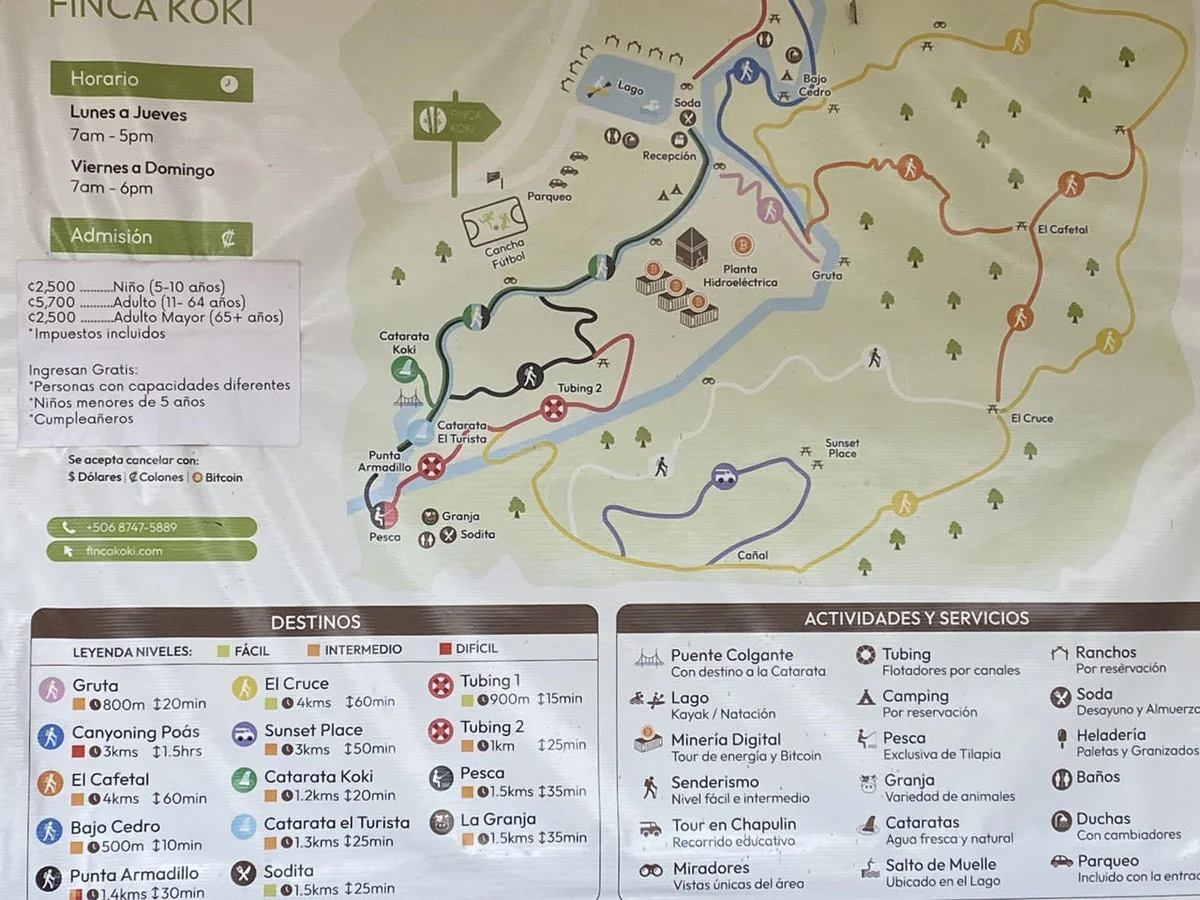 FINCA KOKI
Horario
Lunes a Jueves
7am - 5pm
Viernes a Domingo
7am - 6pm
Admisión
¢2,500 .........Niño (5-10 años)
¢5,700 .........Adulto (11- 64 años)
¢2,500 .........Adulto Mayor (65+ años)
*Impuestos incluidos
Ingresan Gratis:
*Personas con capacidades diferentes
*Niños menores de 5 años
*Cumpleañeros
Se acepta cancelar con:
$ Dólares | ₡ Colones | Bitcoin
+506 8747-5889
fincakoki.com
FINCA
KOKI
Lago
Soda
Recepción
Bajo
Cedro
Parqueo
Cancha
Fútbol
Planta
Hidroeléctrica
Gruta
El Cafetal
Catarata
Koki
Tubing 2
El Cruce
Catarata
El Turista
Sunset
Place
Punta
Armadillo
Granja
Sodita
Pesca
Cañal
DESTINOS
LEYENDA NIVELES: FÁCIL INTERMEDIO DIFÍCIL
Gruta
800m 20min
Canyoning Poás
3kms 1.5hrs
El Cafetal
4kms 60min
Bajo Cedro
500m 10min
Punta Armadillo
1.4kms 30min
El Cruce
4kms 60min
Sunset Place
3kms 50min
Catarata Koki
1.2kms 20min
Catarata el Turista
1.3kms 25min
Sodita
1.5kms 25min
Tubing 1
900m 15min
Tubing 2
1km 25min
Pesca
1.5kms 35min
La Granja
1.5kms 35min
ACTIVIDADES Y SERVICIOS
Puente Colgante
Con destino a la Catarata
Lago
Kayak / Natación
Minería Digital
Tour de energía y Bitcoin
Senderismo
Nivel fácil e intermedio
Tour en Chapulin
Recorrido educativo
Miradores
Vistas únicas del área
Tubing
Flotadores por canales
Camping
Por reservación
Pesca
Exclusiva de Tilapia
Granja
Variedad de animales
Cataratas
Agua fresca y natural
Salto de Muelle
Ubicado en el Lago
Ranchos
Por reservación
Soda
Desayuno y Almuerzo
Heladería
Paletas y Granizados
Baños
Duchas
Con cambiadores
Parqueo
Incluido con la entra